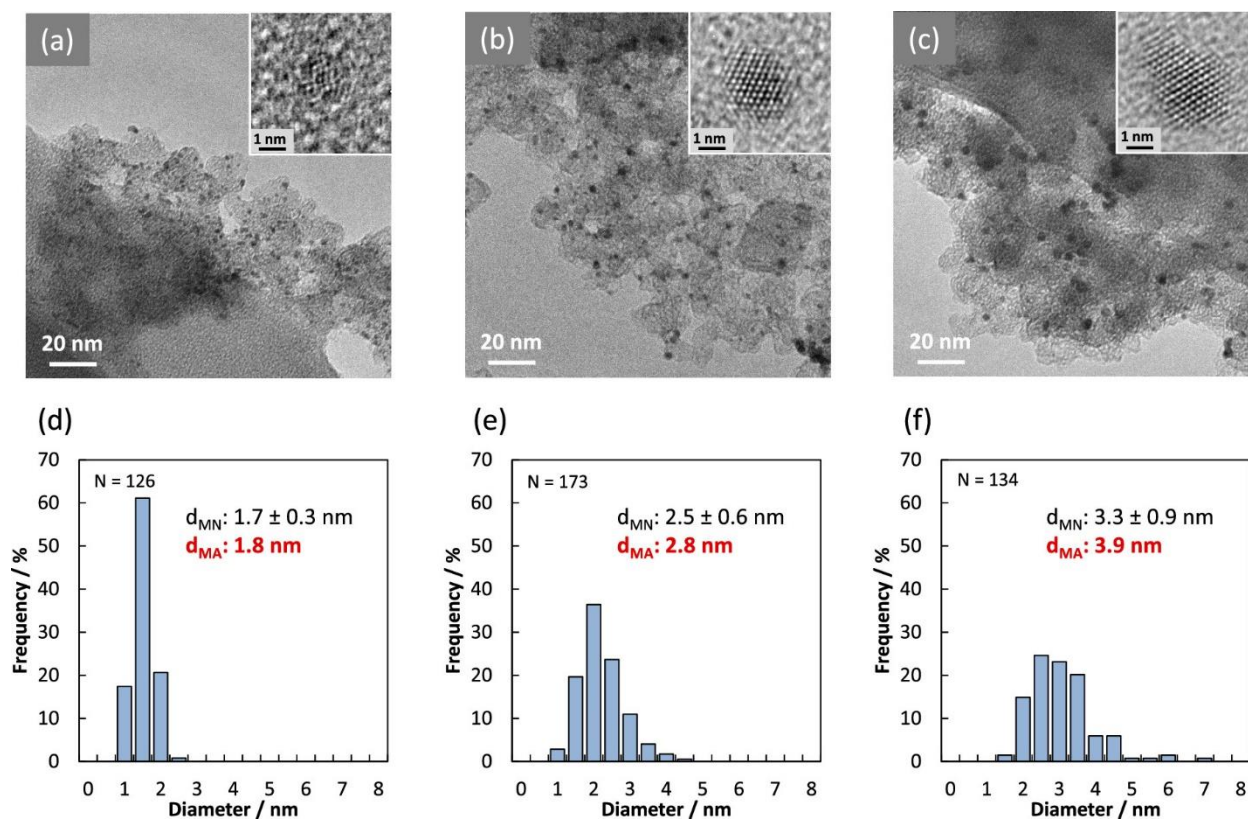 (a)
1 nm
20 nm
(b)
1 nm
20 nm
(c)
1 nm
20 nm
(d)
N = 126
d_MN: 1.7 ± 0.3 nm
d_MA: 1.8 nm
Frequency / %
70
60
50
40
30
20
10
0
0 1 2 3 4 5 6 7 8
Diameter / nm
(e)
N = 173
d_MN: 2.5 ± 0.6 nm
d_MA: 2.8 nm
Frequency / %
70
60
50
40
30
20
10
0
0 1 2 3 4 5 6 7 8
Diameter / nm
(f)
N = 134
d_MN: 3.3 ± 0.9 nm
d_MA: 3.9 nm
Frequency / %
70
60
50
40
30
20
10
0
0 1 2 3 4 5 6 7 8
Diameter / nm